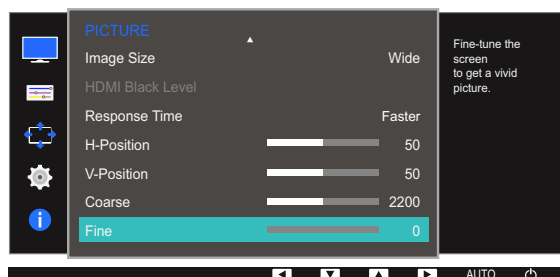 PICTURE
Image Size Wide
HDMI Black Level
Response Time Faster
H-Position 50
V-Position 50
Coarse 2200
Fine 0
Fine-tune the
screen
to get a vivid
picture.
AUTO